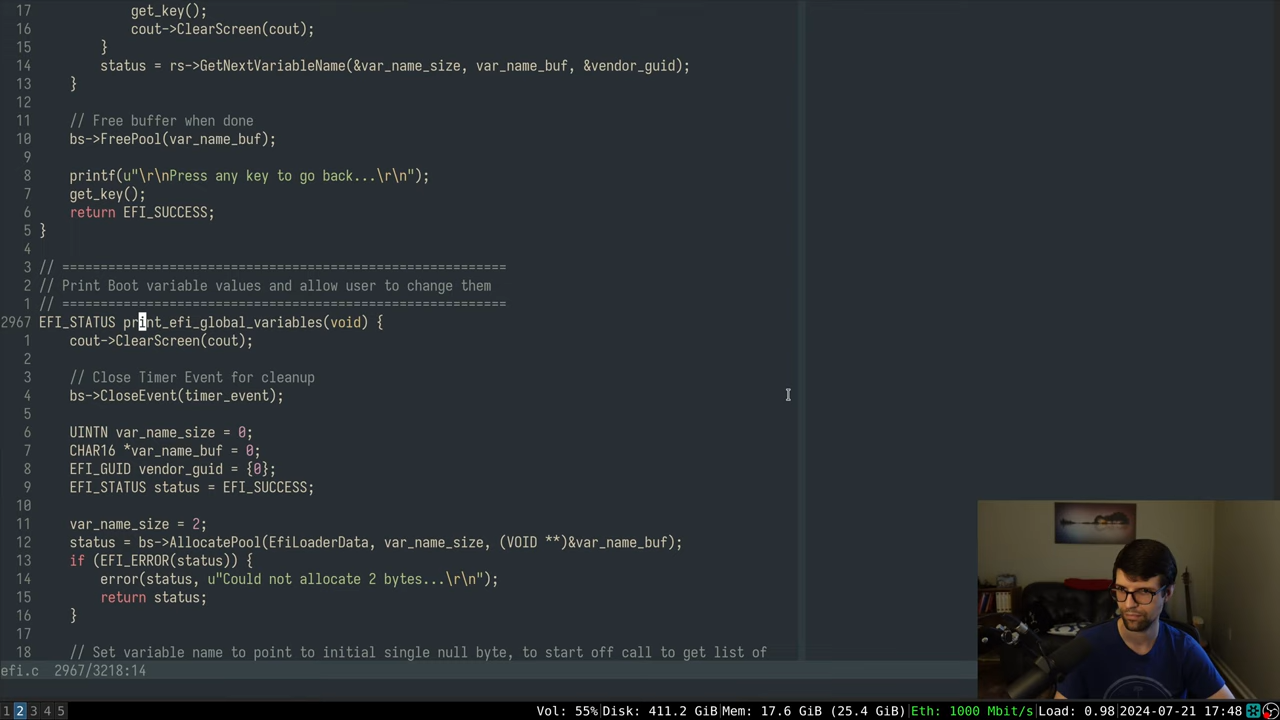 17             get_key();
16             cout->ClearScreen(cout);
15         }
14         status = rs->GetNextVariableName(&var_name_size, var_name_buf, &vendor_guid);
13     }
12
11     // Free buffer when done
10     bs->FreePool(var_name_buf);
9
8     printf(u"\r\nPress any key to go back...\r\n");
7     get_key();
6     return EFI_SUCCESS;
5 }
4
3 // ==========================================================
2 // Print Boot variable values and allow user to change them
1 // ==========================================================
2967 EFI_STATUS print_efi_global_variables(void) {
1     cout->ClearScreen(cout);
2
3     // Close Timer Event for cleanup
4     bs->CloseEvent(timer_event);
5
6     UINTN var_name_size = 0;
7     CHAR16 *var_name_buf = 0;
8     EFI_GUID vendor_guid = {0};
9     EFI_STATUS status = EFI_SUCCESS;
10
11     var_name_size = 2;
12     status = bs->AllocatePool(EfiLoaderData, var_name_size, (VOID **)&var_name_buf);
13     if (EFI_ERROR(status)) {
14         error(status, u"Could not allocate 2 bytes...\r\n");
15         return status;
16     }
17
18     // Set variable name to point to initial single null byte, to start off call to get list of
efi.c  2967/3218:14
1 2 3 4 5 Vol: 55% Disk: 411.2 GiB Mem: 17.6 GiB (25.4 GiB) Eth: 1000 Mbit/s Load: 0.98 2024-07-21 17:48